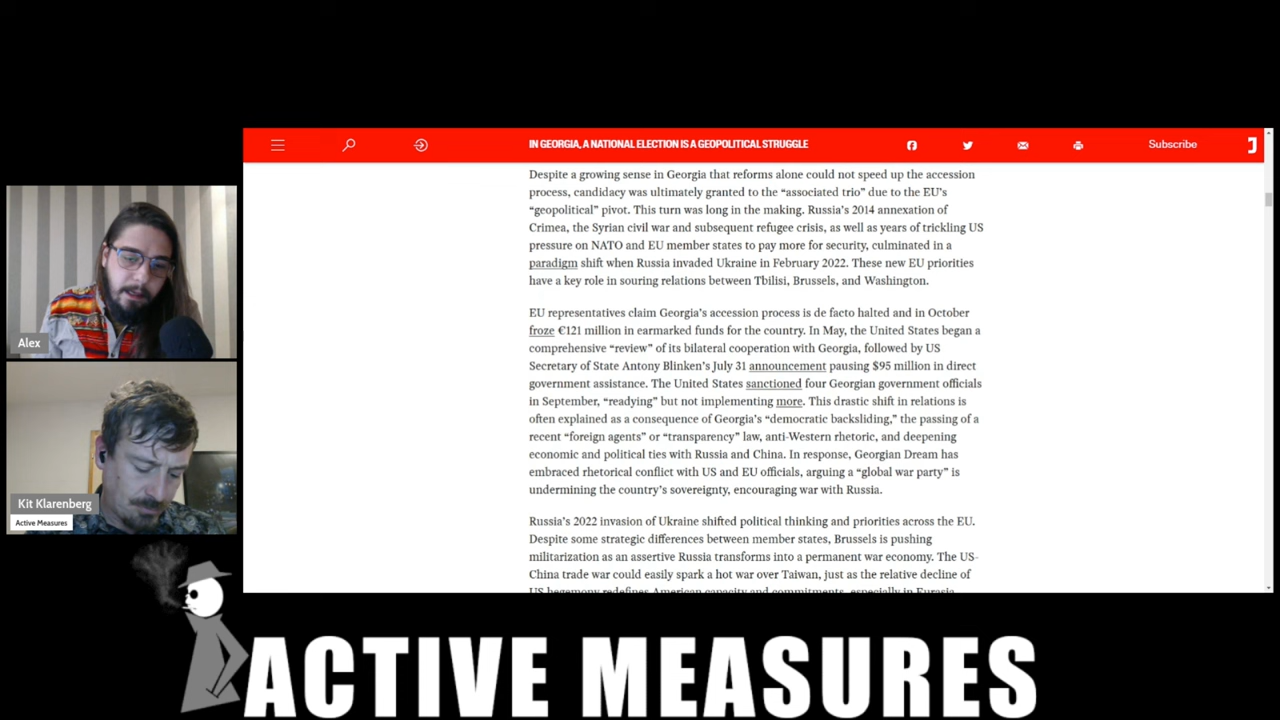 IN GEORGIA, A NATIONAL ELECTION IS A GEOPOLITICAL STRUGGLE
Subscribe
Despite a growing sense in Georgia that reforms alone could not speed up the accession
process, candidacy was ultimately granted to the “associated trio” due to the EU’s
“geopolitical” pivot. This turn was long in the making. Russia’s 2014 annexation of
Crimea, the Syrian civil war and subsequent refugee crisis, as well as years of trickling US
pressure on NATO and EU member states to pay more for security, culminated in a
paradigm shift when Russia invaded Ukraine in February 2022. These new EU priorities
have a key role in souring relations between Tbilisi, Brussels, and Washington.
EU representatives claim Georgia’s accession process is de facto halted and in October
froze €121 million in earmarked funds for the country. In May, the United States began a
comprehensive “review” of its bilateral cooperation with Georgia, followed by US
Secretary of State Antony Blinken’s July 31 announcement pausing $95 million in direct
government assistance. The United States sanctioned four Georgian government officials
in September, “readying” but not implementing more. This drastic shift in relations is
often explained as a consequence of Georgia’s “democratic backsliding,” the passing of a
recent “foreign agents” or “transparency” law, anti-Western rhetoric, and deepening
economic and political ties with Russia and China. In response, Georgian Dream has
embraced rhetorical conflict with US and EU officials, arguing a “global war party” is
undermining the country’s sovereignty, encouraging war with Russia.
Russia’s 2022 invasion of Ukraine shifted political thinking and priorities across the EU.
Despite some strategic differences between member states, Brussels is pushing
militarization as an assertive Russia transforms into a permanent war economy. The US-
China trade war could easily spark a hot war over Taiwan, just as the relative decline of
US hegemony redefines American capacity and commitments, especially in Eurasia.
Alex
Kit Klarenberg
Active Measures
ACTIVE MEASURES